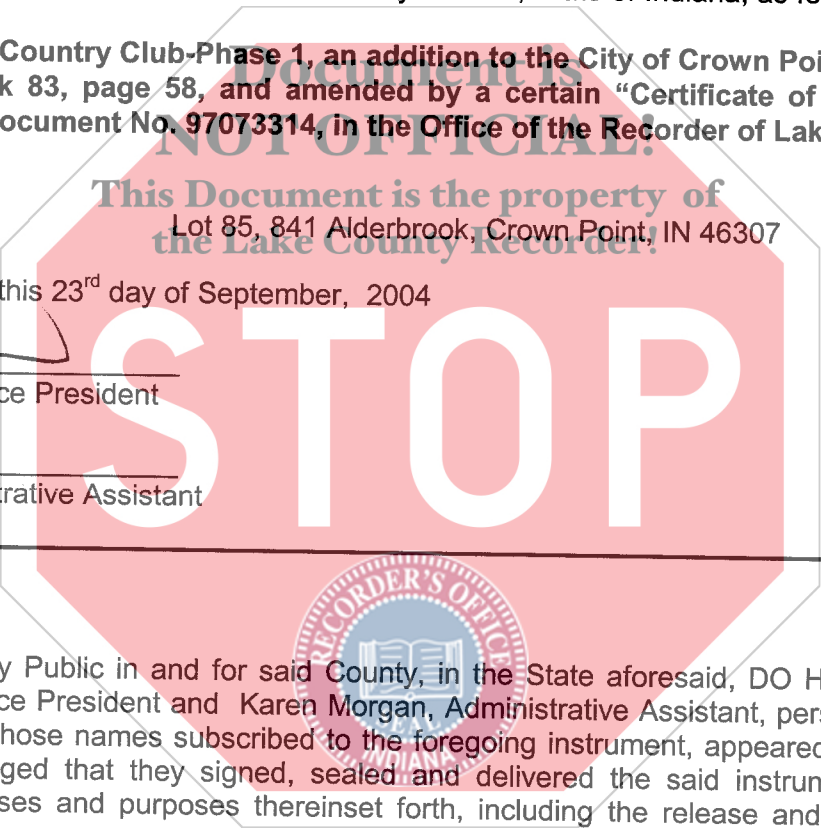 Country Club-Phase 1, an addition to the City of Crown Poi
k 83, page 58, and amended by a certain “Certificate of
ocument No. 97073314, in the Office of the Recorder of Lak
Document is
NOT OFFICIAL!
This Document is the property of
the Lake County Recorder!
Lot 85, 841 Alderbrook, Crown Point, IN 46307
this 23rd day of September, 2004
STOP
ce President
trative Assistant
RECORDER'S OFFICE
SEAL
INDIANA
y Public in and for said County, in the State aforesaid, DO H
ce President and Karen Morgan, Administrative Assistant, pers
hose names subscribed to the foregoing instrument, appeared
ged that they signed, sealed and delivered the said instrum
ses and purposes thereinset forth, including the release and